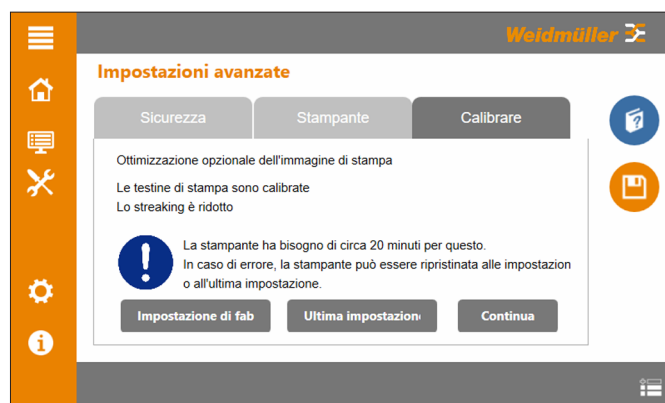 Weidmüller
Impostazioni avanzate
Sicurezza
Stampante
Calibrare
Ottimizzazione opzionale dell'immagine di stampa
Le testine di stampa sono calibrate
Lo streaking è ridotto
La stampante ha bisogno di circa 20 minuti per questo.
In caso di errore, la stampante può essere ripristinata alle impostazion
o all'ultima impostazione.
Impostazione di fab
Ultima impostazion
Continua